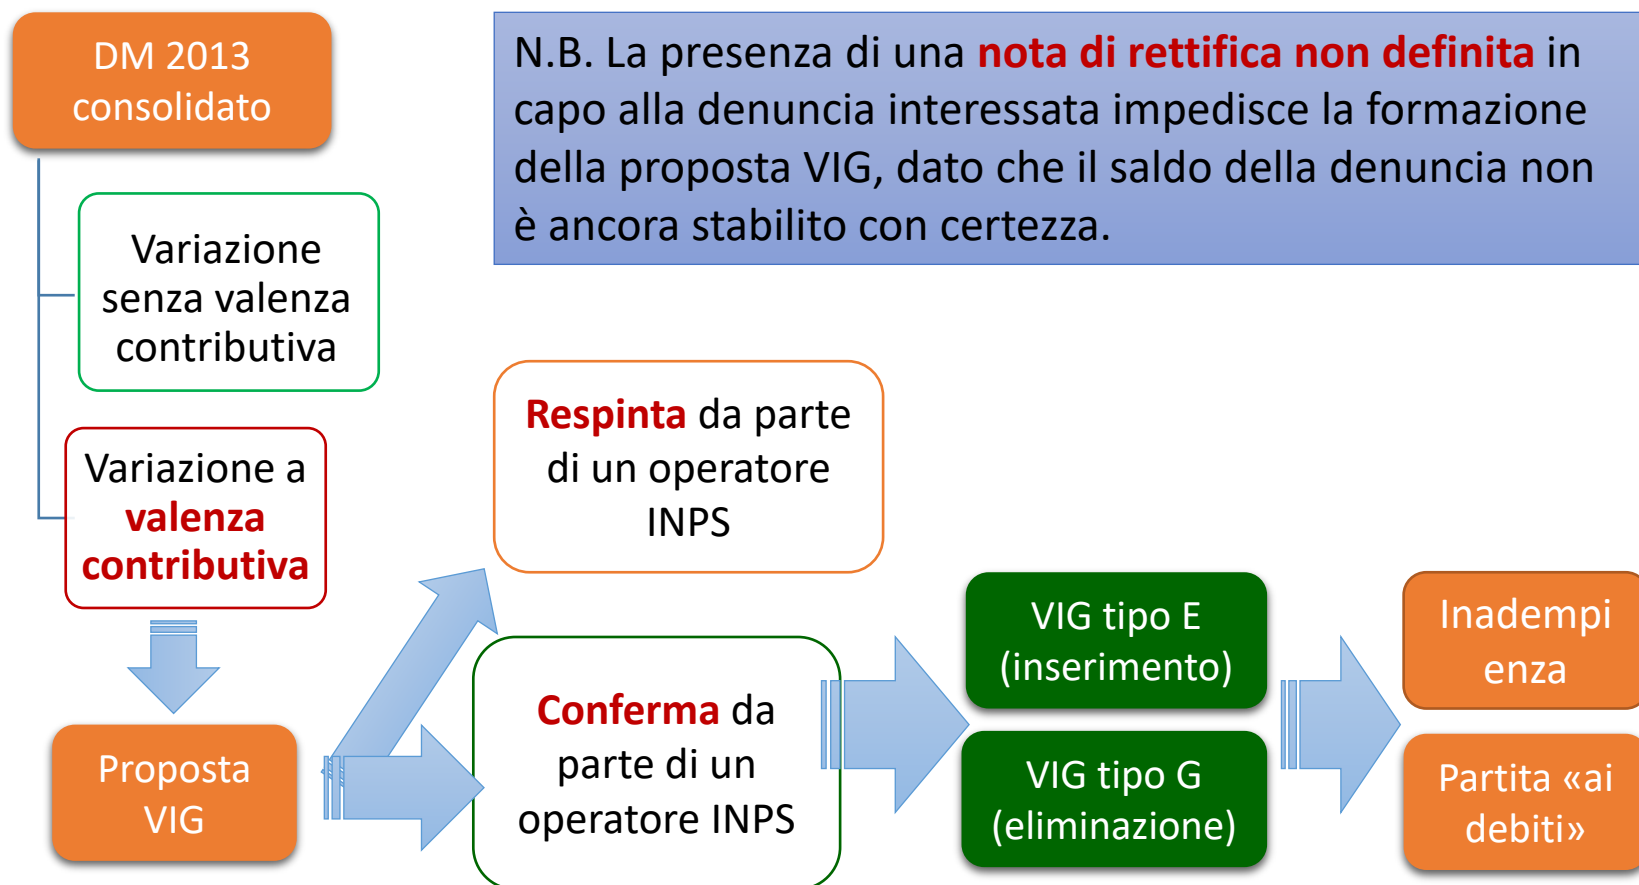 DM 2013
consolidato
N.B. La presenza di una nota di rettifica non definita in
capo alla denuncia interessata impedisce la formazione
della proposta VIG, dato che il saldo della denuncia non
è ancora stabilito con certezza.
Variazione
senza valenza
contributiva
Variazione a
valenza
contributiva
Respinta da parte
di un operatore
INPS
Proposta
VIG
Conferma da
parte di un
operatore INPS
VIG tipo E
(inserimento)
VIG tipo G
(eliminazione)
Inadempi
enza
Partita «ai
debiti»